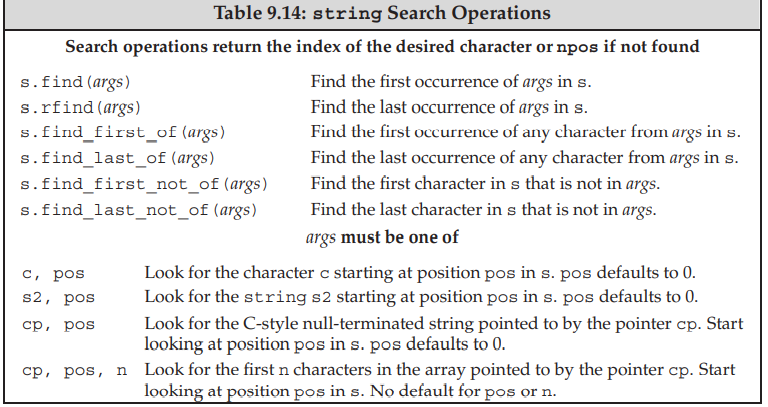 Table 9.14: string Search Operations
Search operations return the index of the desired character or npos if not found
s.find(args) Find the first occurrence of args in s.
s.rfind(args) Find the last occurrence of args in s.
s.find_first_of(args) Find the first occurrence of any character from args in s.
s.find_last_of(args) Find the last occurrence of any character from args in s.
s.find_first_not_of(args) Find the first character in s that is not in args.
s.find_last_not_of(args) Find the last character in s that is not in args.
args must be one of
c, pos Look for the character c starting at position pos in s. pos defaults to 0.
s2, pos Look for the string s2 starting at position pos in s. pos defaults to 0.
cp, pos Look for the C-style null-terminated string pointed to by the pointer cp. Start
looking at position pos in s. pos defaults to 0.
cp, pos, n Look for the first n characters in the array pointed to by the pointer cp. Start
looking at position pos in s. No default for pos or n.